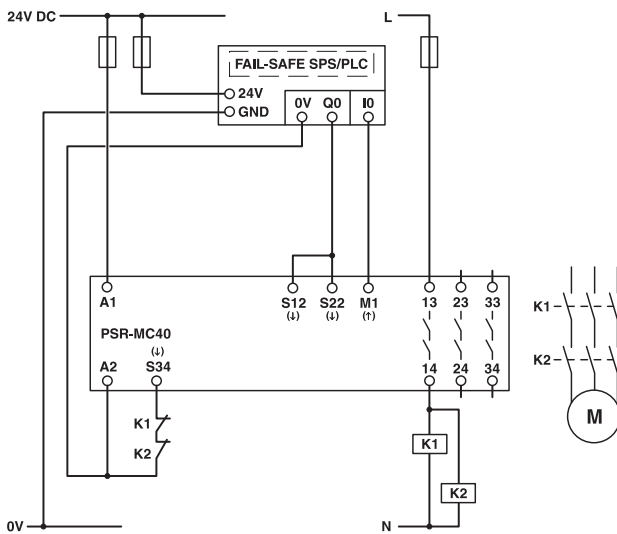 24V DC
L
FAIL-SAFE SPS/PLC
24V
GND
0V Q0 I0
A1 S12 S22 M1 13 23 33
(↓) (↓) (↑)
PSR-MC40
(↓)
A2 S34 14 24 34
K1
K2
K1
K2
K1
K2
M
0V
N